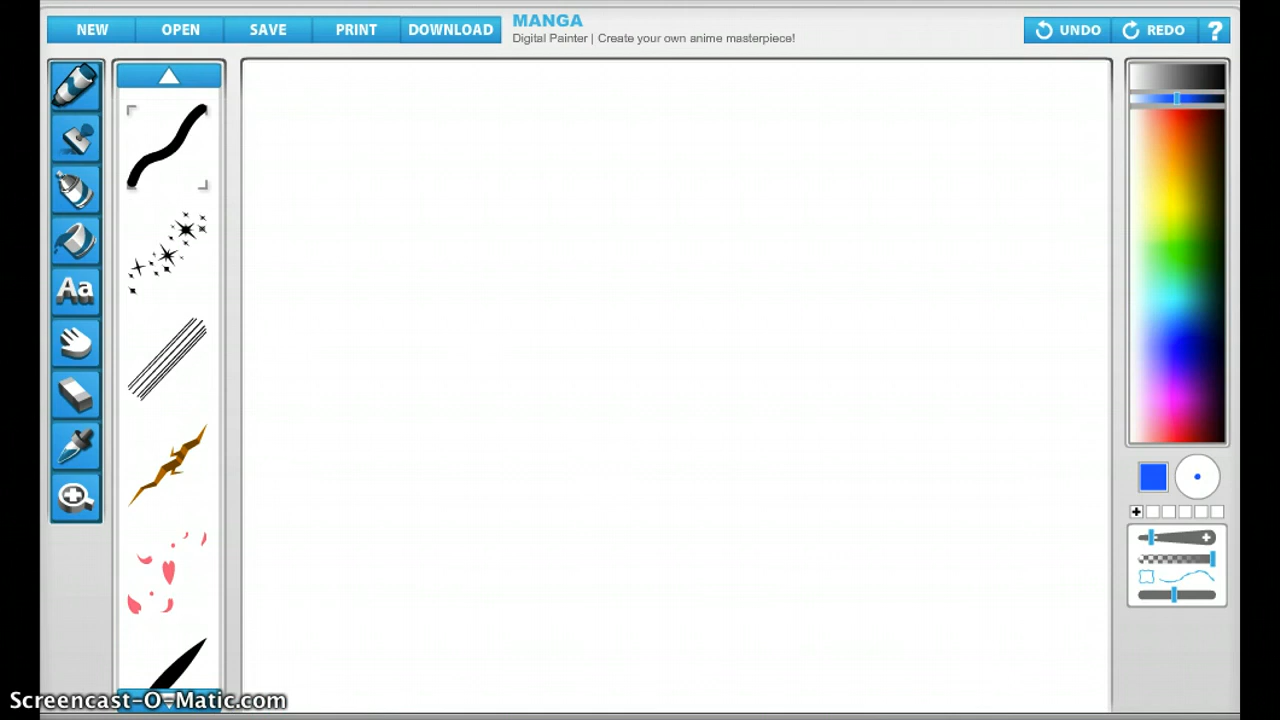 NEW OPEN SAVE PRINT DOWNLOAD
MANGA
Digital Painter | Create your own anime masterpiece!
UNDO REDO ?
Aa
Screencast-O-Matic.com